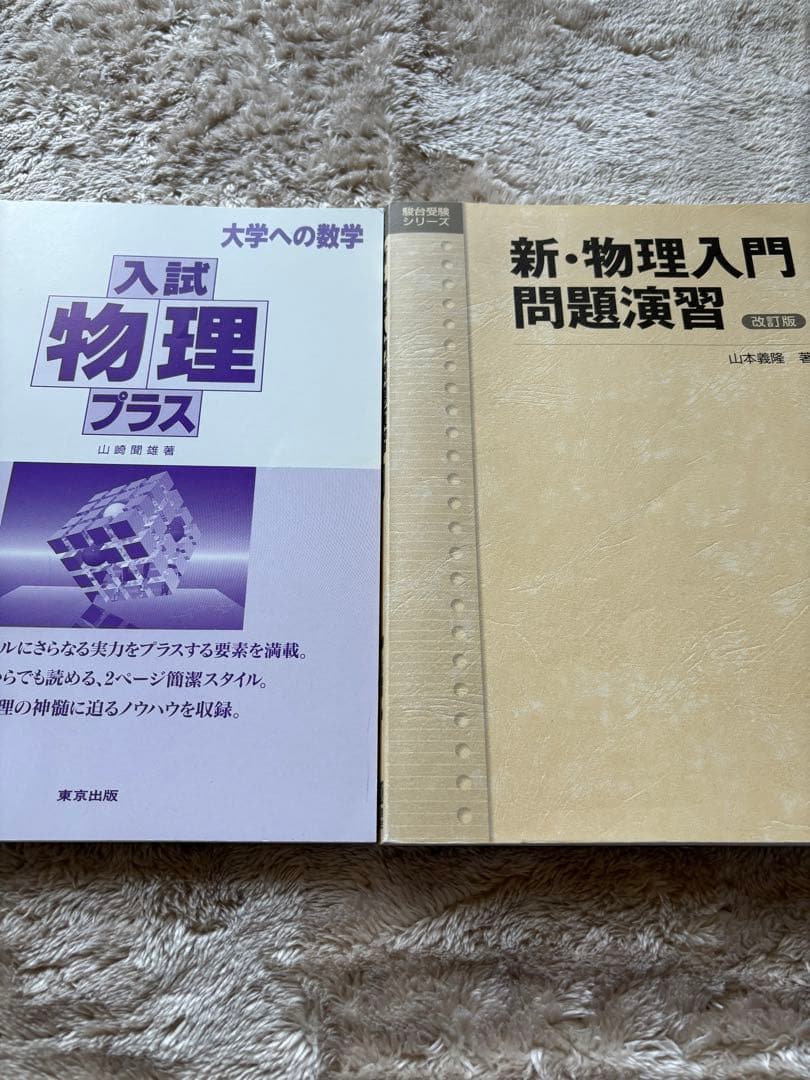 大学への数学
入試
物理
プラス
山崎聞雄著
ルにさらなる実力をプラスする要素を満載。
らでも読める、2ページ簡潔スタイル。
理の神髄に迫るノウハウを収録。
東京出版
駿台受験
シリーズ
新・物理入門
問題演習 改訂版
山本義隆 著